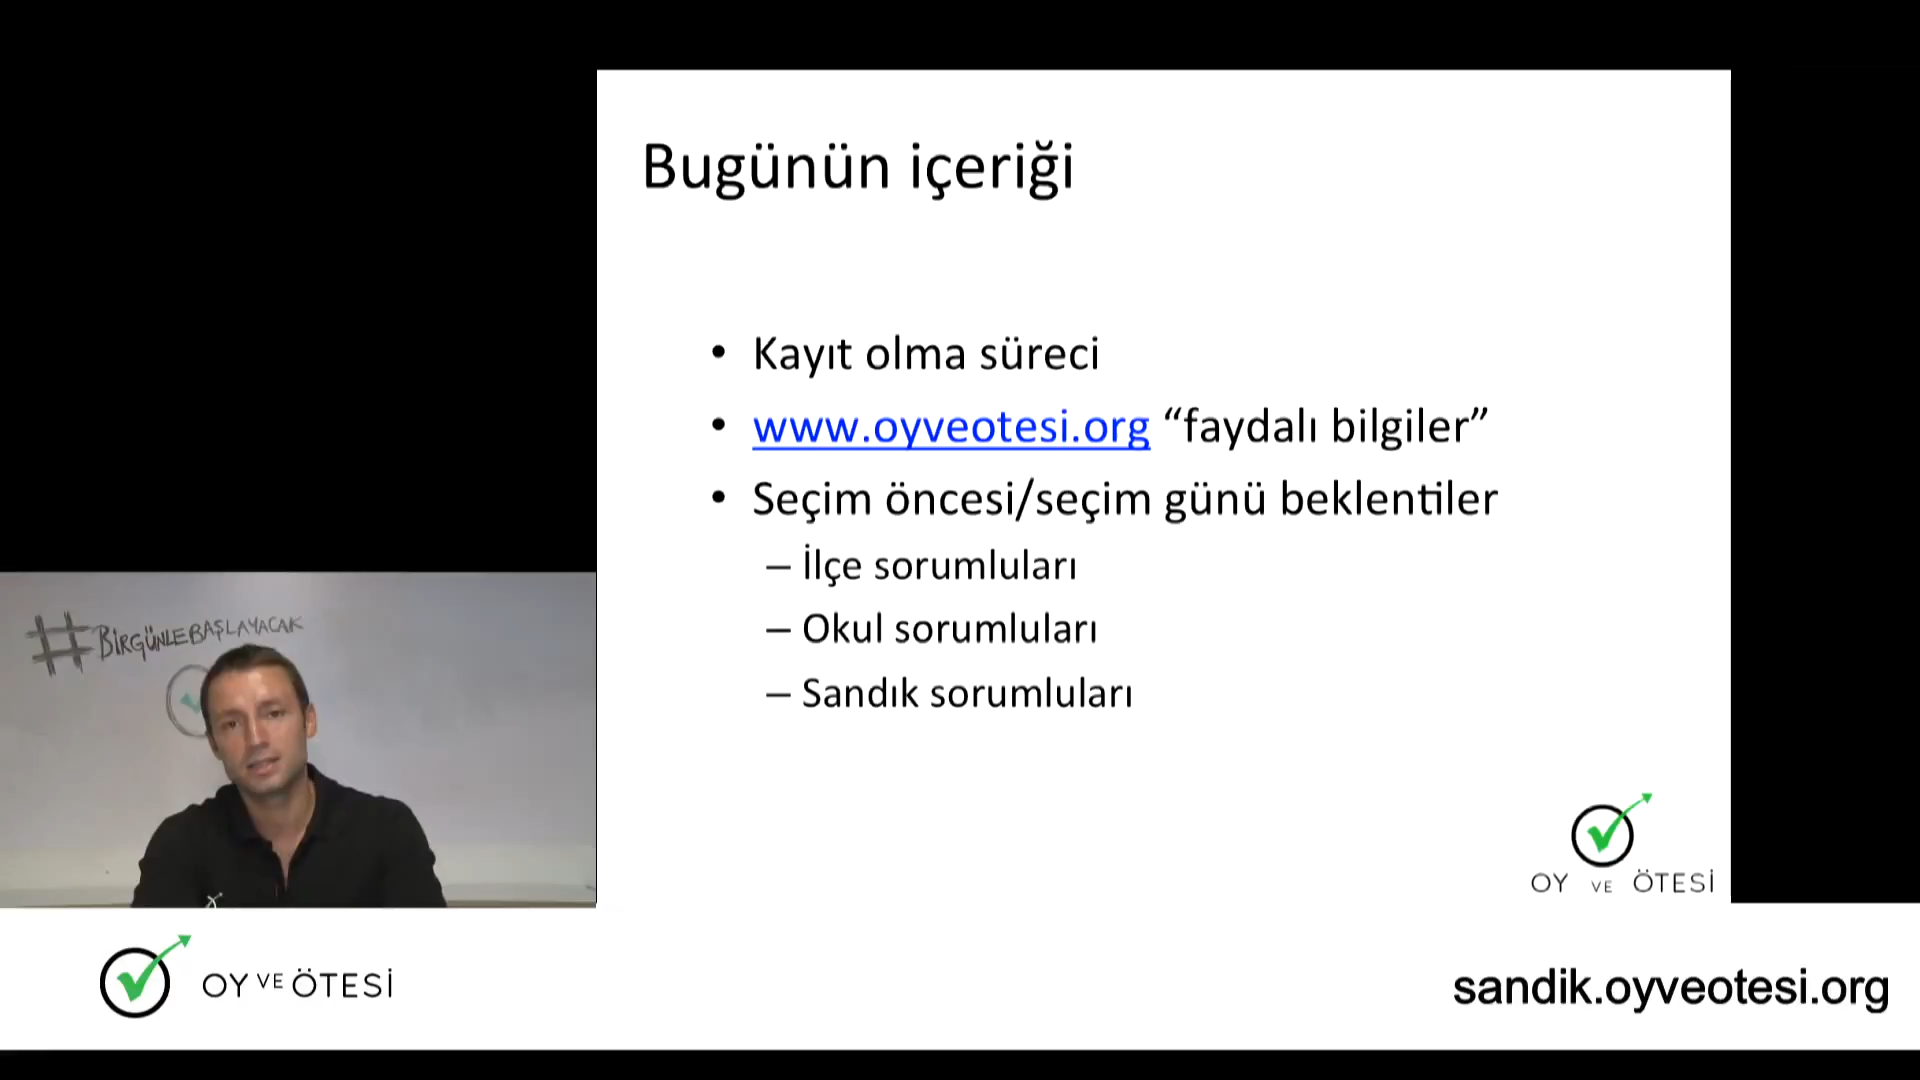 Bugünün içeriği
• Kayıt olma süreci
• www.oyveotesi.org “faydalı bilgiler”
• Seçim öncesi/seçim günü beklentiler
– İlçe sorumluları
– Okul sorumluları
– Sandık sorumluları
OY VE ÖTESİ
#BİRGÜNLEBAŞLAYACAK
OY VE ÖTESİ
sandik.oyveotesi.org